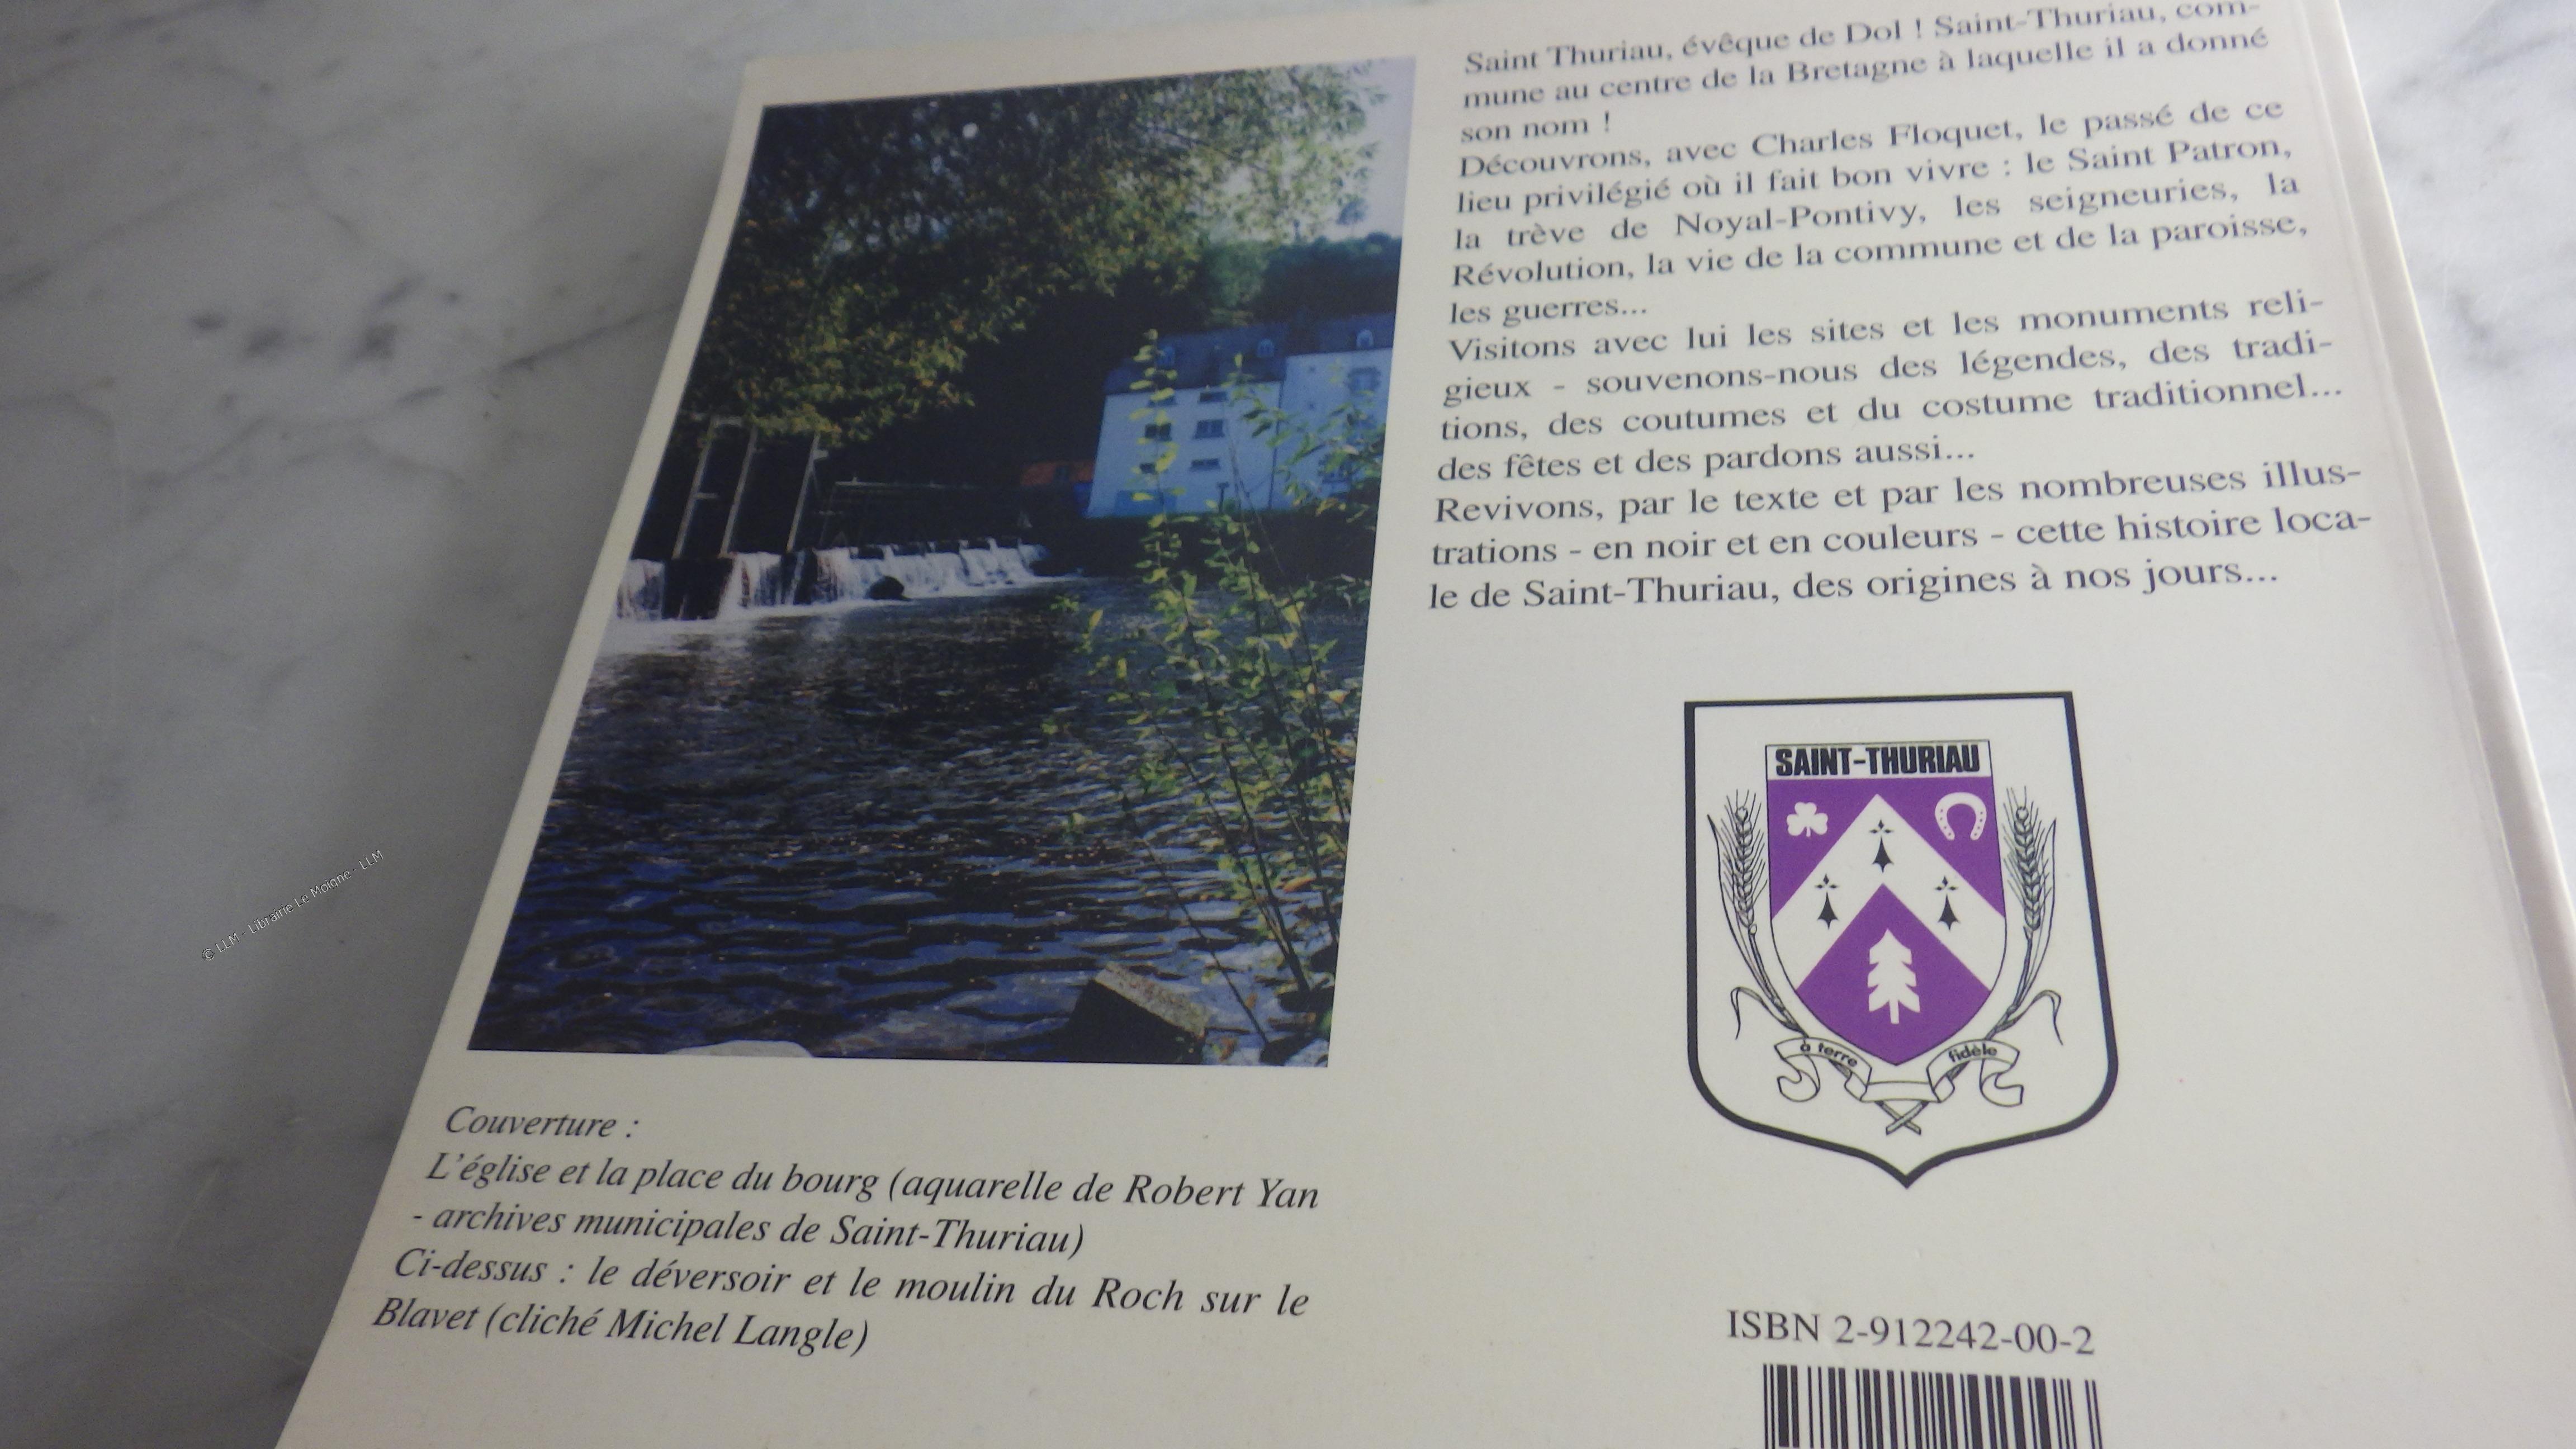 Saint Thuriau, évêque de Dol ! Saint-Thuriau, com-
mune au centre de la Bretagne à laquelle il a donné
son nom !
Découvrons, avec Charles Floquet, le passé de ce
lieu privilégié où il fait bon vivre : le Saint Patron,
la trève de Noyal-Pontivy, les seigneuries, la
Révolution, la vie de la commune et de la paroisse,
les guerres...
Visitons avec lui les sites et les monuments reli-
gieux - souvenons-nous des légendes, des tradi-
tions, des coutumes et du costume traditionnel...
des fêtes et des pardons aussi...
Revivons, par le texte et par les nombreuses illus-
trations - en noir et en couleurs - cette histoire loca-
le de Saint-Thuriau, des origines à nos jours...
SAINT-THURIAU
à terre fidèle
Couverture :
L'église et la place du bourg (aquarelle de Robert Yan
- archives municipales de Saint-Thuriau)
Ci-dessus : le déversoir et le moulin du Roch sur le
Blavet (cliché Michel Langle)
ISBN 2-912242-00-2
© LLM - Librairie Le Moigne - LLM